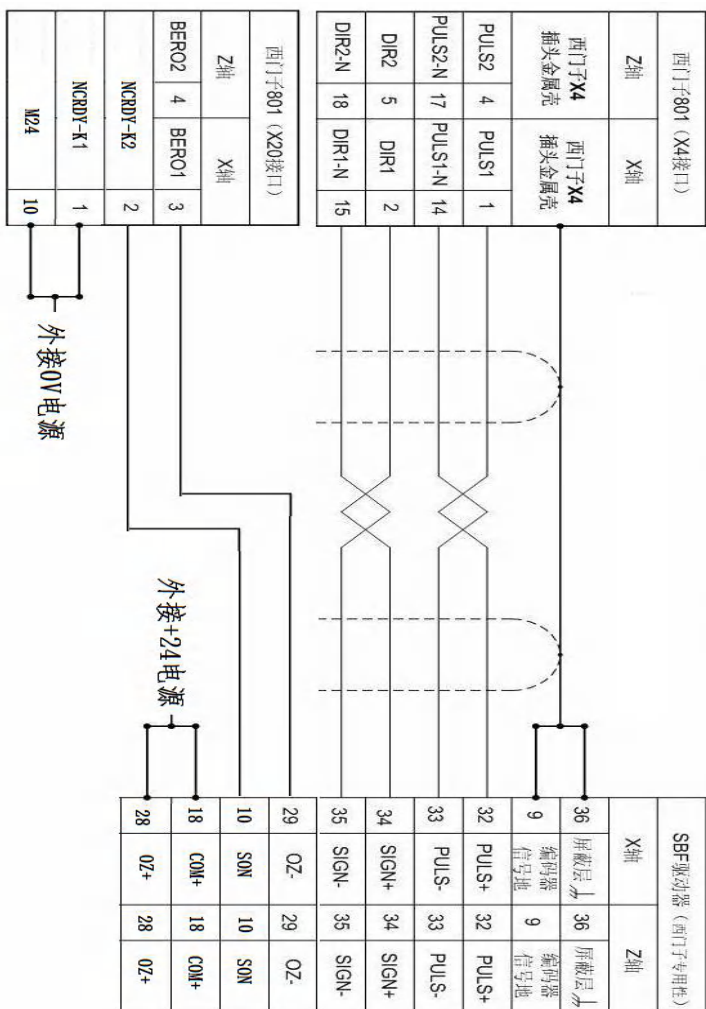 西门子801（X4接口）
Z轴 X轴
西门子X4 插头金属壳 西门子X4 插头金属壳
PULS2 4 PULS1 1
PULS2-N 17 PULS1-N 14
DIR2 5 DIR1 2
DIR2-N 18 DIR1-N 15
西门子801（X20接口）
Z轴 X轴
BERO2 4 BERO1 3
NCRDY-K2 2
NCRDY-K1 1
M24 10
外接0V电源
外接+24电源
SBF驱动器（西门子专用性）
X轴 Z轴
36 屏蔽层 36 屏蔽层
9 编码器信号地 9 编码器信号地
32 PULS+ 32 PULS+
33 PULS- 33 PULS-
34 SIGN+ 34 SIGN+
35 SIGN- 35 SIGN-
29 OZ- 29 OZ-
10 SON 10 SON
18 COM+ 18 COM+
28 OZ+ 28 OZ+